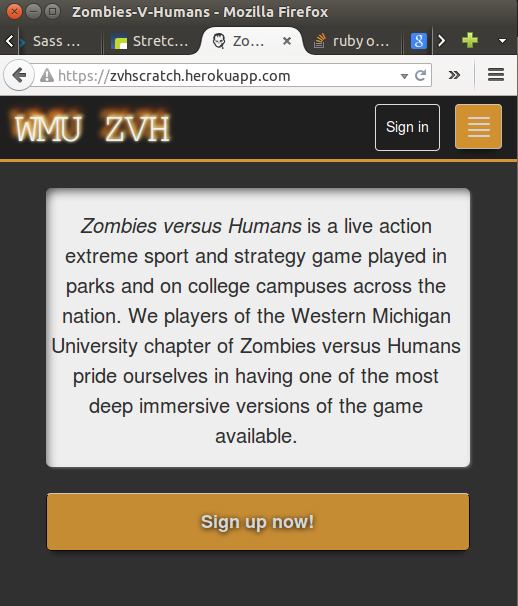 Zombies-V-Humans - Mozilla Firefox
Sass ... Stretc... Zo... ruby o...
https://zvhscratch.herokuapp.com
WMU ZVH
Sign in
Zombies versus Humans is a live action
extreme sport and strategy game played in
parks and on college campuses across the
nation. We players of the Western Michigan
University chapter of Zombies versus Humans
pride ourselves in having one of the most
deep immersive versions of the game
available.
Sign up now!